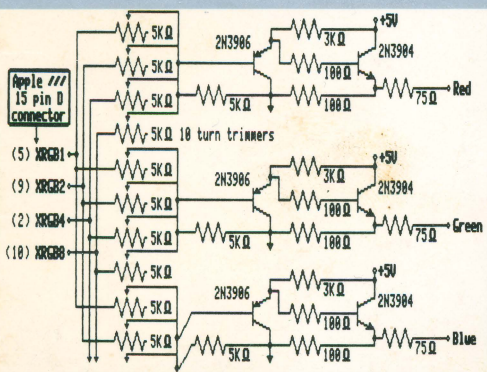 +5V
5KΩ
2N3906
3KΩ
2N3904
5KΩ
100Ω
Red
Apple ///
15 pin D
connector
5KΩ
5KΩ
100Ω
75Ω
5KΩ 10 turn trimmers
(5) XRGB1
+5V
5KΩ
2N3906
3KΩ
2N3904
(9) XRGB2
5KΩ
100Ω
Green
(2) XRGB4
5KΩ
5KΩ
100Ω
75Ω
(10) XRGB8
5KΩ
+5V
2N3906
3KΩ
2N3904
5KΩ
100Ω
Blue
5KΩ
5KΩ
100Ω
75Ω